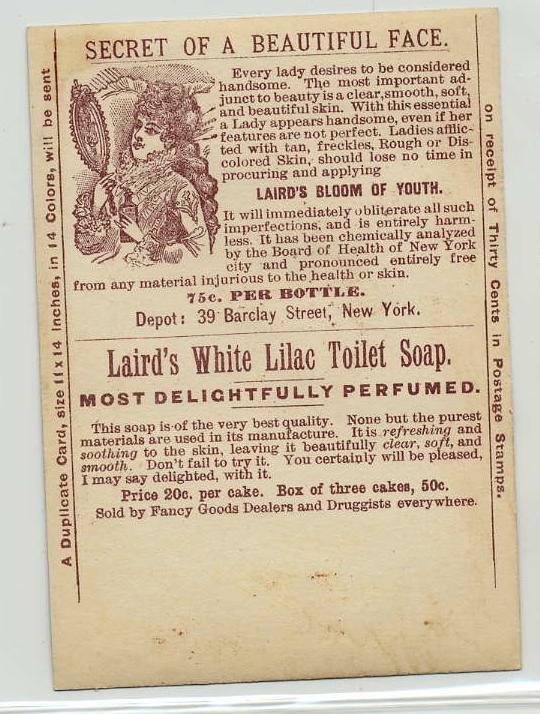 SECRET OF A BEAUTIFUL FACE.
Every lady desires to be considered
handsome. The most important ad-
junct to beauty is a clear, smooth, soft,
and beautiful skin. With this essential
a Lady appears handsome, even if her
features are not perfect. Ladies afflic-
ted with tan, freckles, Rough or Dis-
colored Skin, should lose no time in
procuring and applying
LAIRD'S BLOOM OF YOUTH.
It will immediately obliterate all such
imperfections, and is entirely harm-
less. It has been chemically analyzed
by the Board of Health of New York
city and pronounced entirely free
from any material injurious to the health or skin.
75c. PER BOTTLE.
Depot: 39 Barclay Street, New York.
Laird's White Lilac Toilet Soap.
MOST DELIGHTFULLY PERFUMED.
This soap is of the very best quality. None but the purest
materials are used in its manufacture. It is refreshing and
soothing to the skin, leaving it beautifully clear, soft, and
smooth. Don't fail to try it. You certainly will be pleased,
I may say delighted, with it.
Price 20c. per cake. Box of three cakes, 50c.
Sold by Fancy Goods Dealers and Druggists everywhere.
A Duplicate Card, size 11 x 14 inches, in 14 Colors, will be sent
on receipt of Thirty Cents in Postage Stamps.